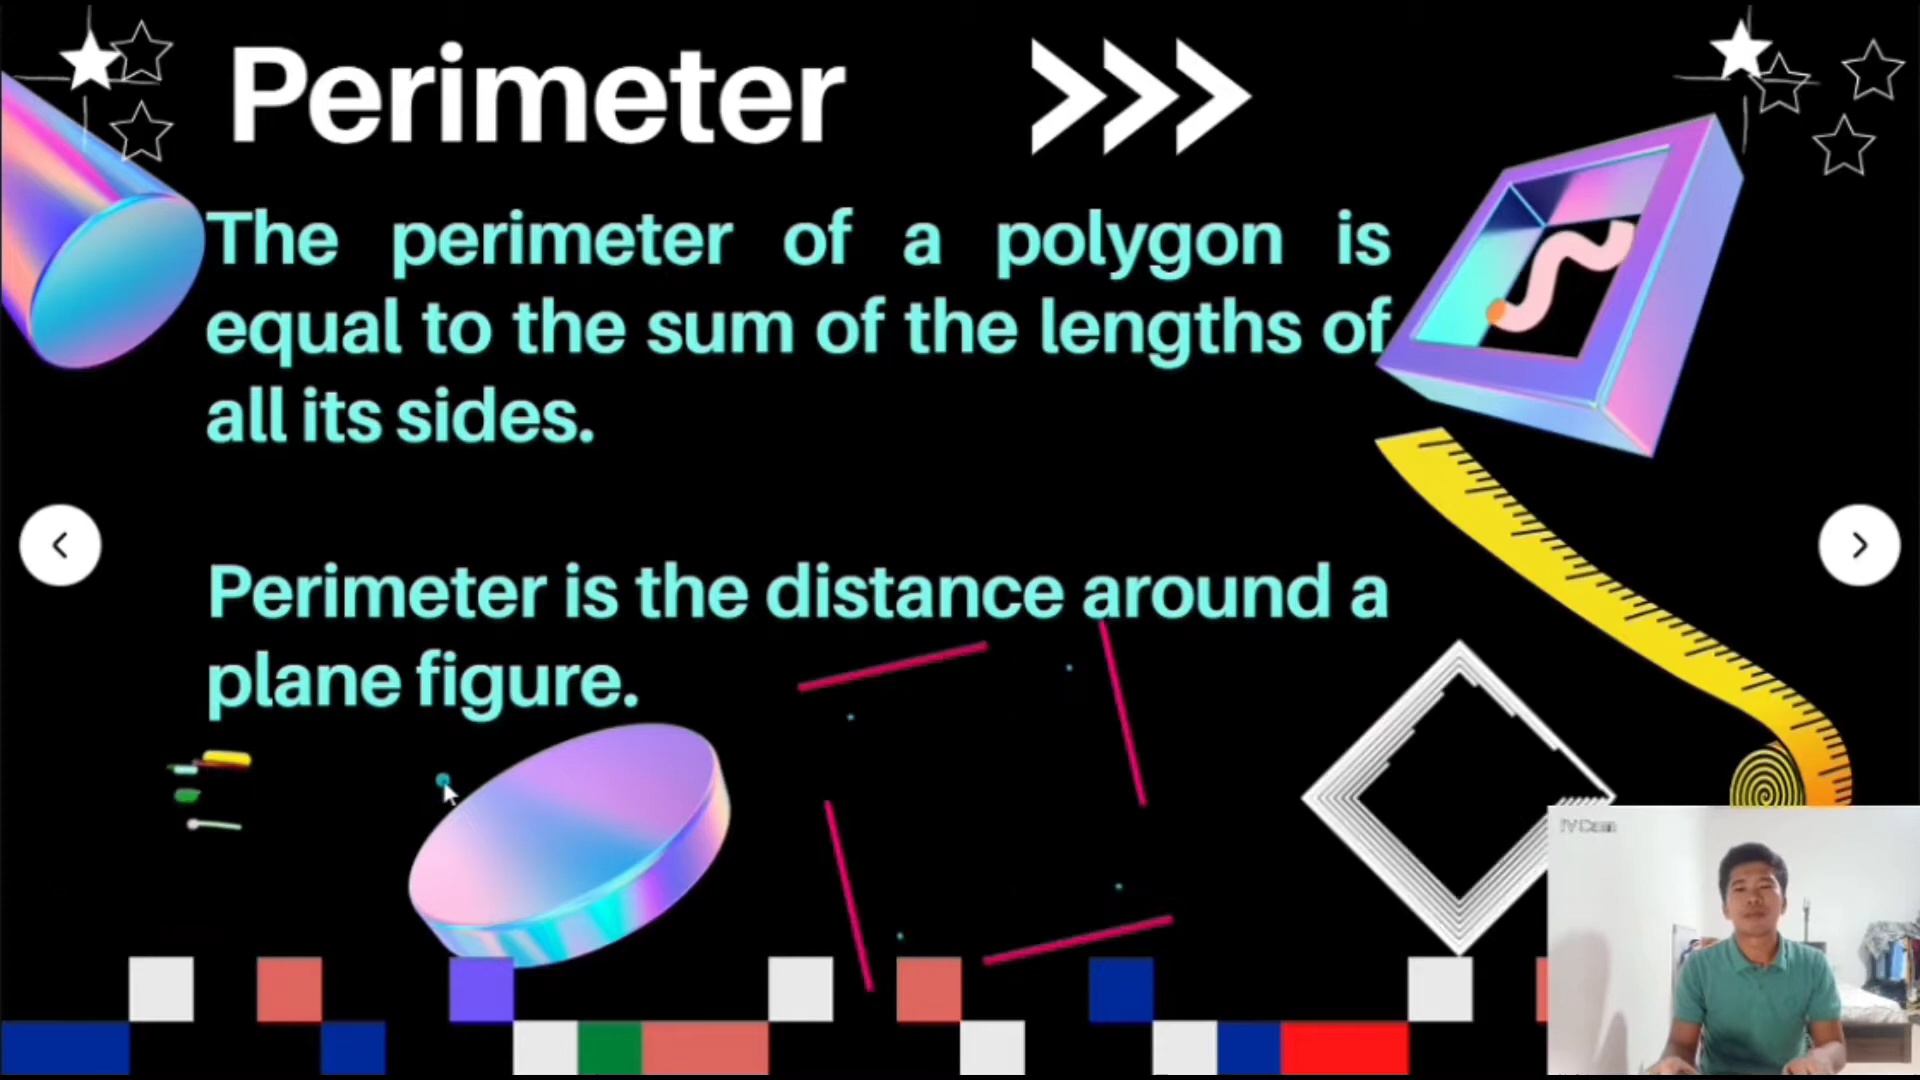 Perimeter
The perimeter of a polygon is
equal to the sum of the lengths of
all its sides.
Perimeter is the distance around a
plane figure.
iVCam